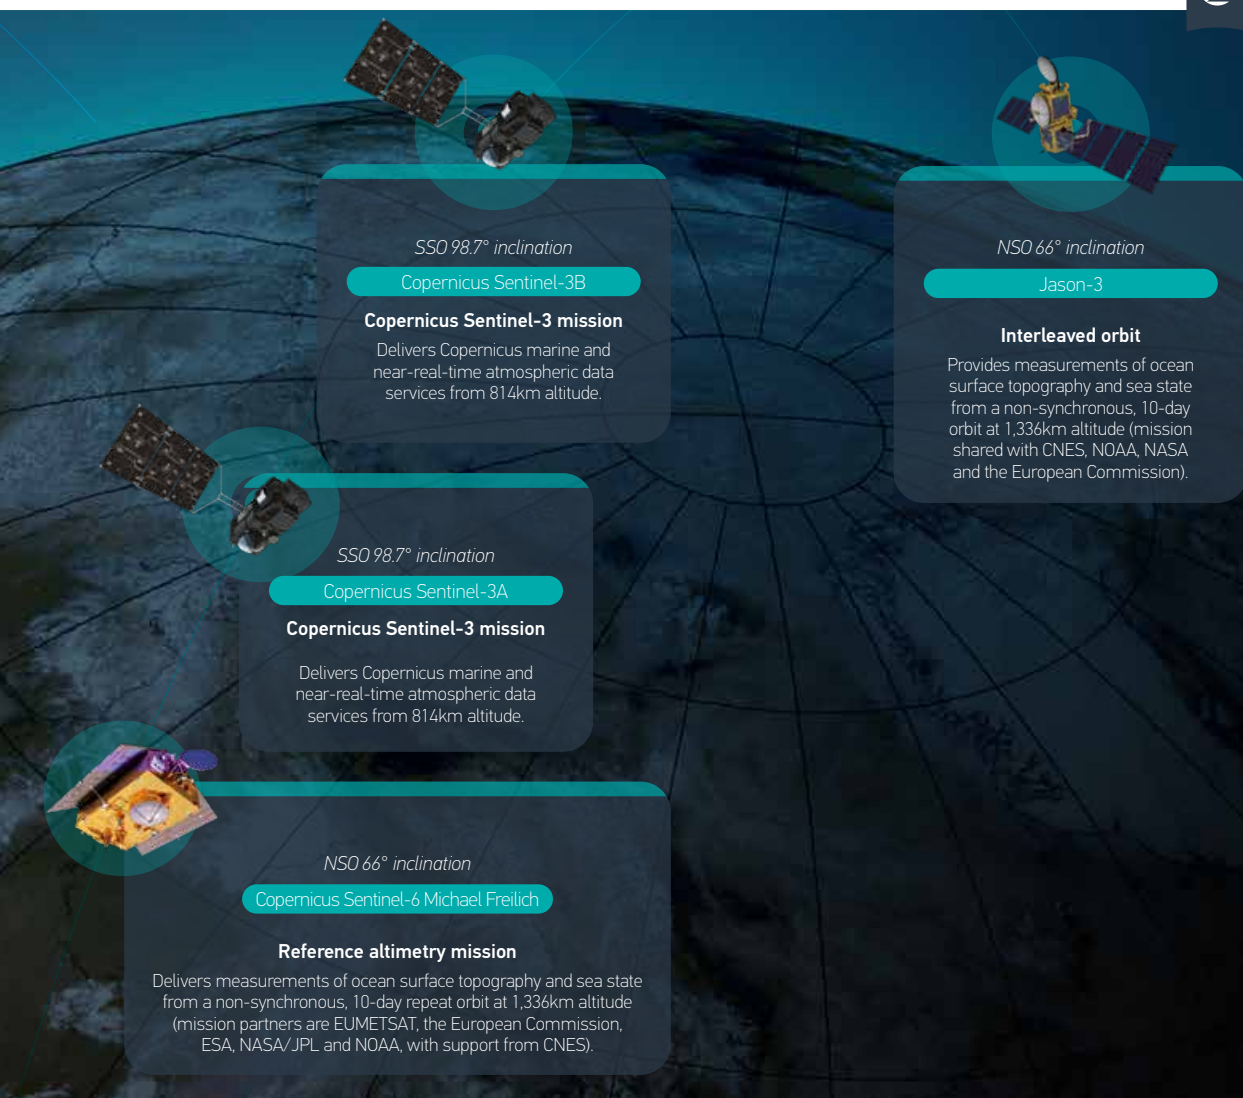 SSO 98.7° inclination
Copernicus Sentinel-3B
Copernicus Sentinel-3 mission
Delivers Copernicus marine and
near-real-time atmospheric data
services from 814km altitude.
NSO 66° inclination
Jason-3
Interleaved orbit
Provides measurements of ocean
surface topography and sea state
from a non-synchronous, 10-day
orbit at 1,336km altitude (mission
shared with CNES, NOAA, NASA
and the European Commission).
SSO 98.7° inclination
Copernicus Sentinel-3A
Copernicus Sentinel-3 mission
Delivers Copernicus marine and
near-real-time atmospheric data
services from 814km altitude.
NSO 66° inclination
Copernicus Sentinel-6 Michael Freilich
Reference altimetry mission
Delivers measurements of ocean surface topography and sea state
from a non-synchronous, 10-day repeat orbit at 1,336km altitude
(mission partners are EUMETSAT, the European Commission,
ESA, NASA/JPL and NOAA, with support from CNES).